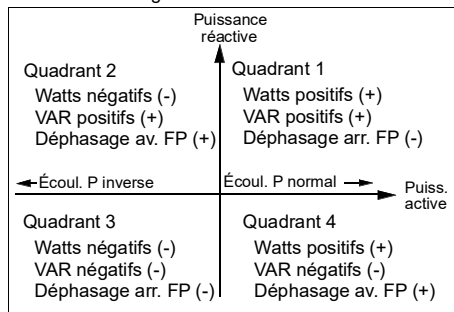 Puissance
réactive
Quadrant 2
Watts négatifs (-)
VAR positifs (+)
Déphasage av. FP (+)
Quadrant 1
Watts positifs (+)
VAR positifs (+)
Déphasage arr. FP (-)
Écoul. P inverse
Écoul. P normal
Puiss.
active
Quadrant 3
Watts négatifs (-)
VAR négatifs (-)
Déphasage arr. FP (-)
Quadrant 4
Watts positifs (+)
VAR négatifs (-)
Déphasage av. FP (+)